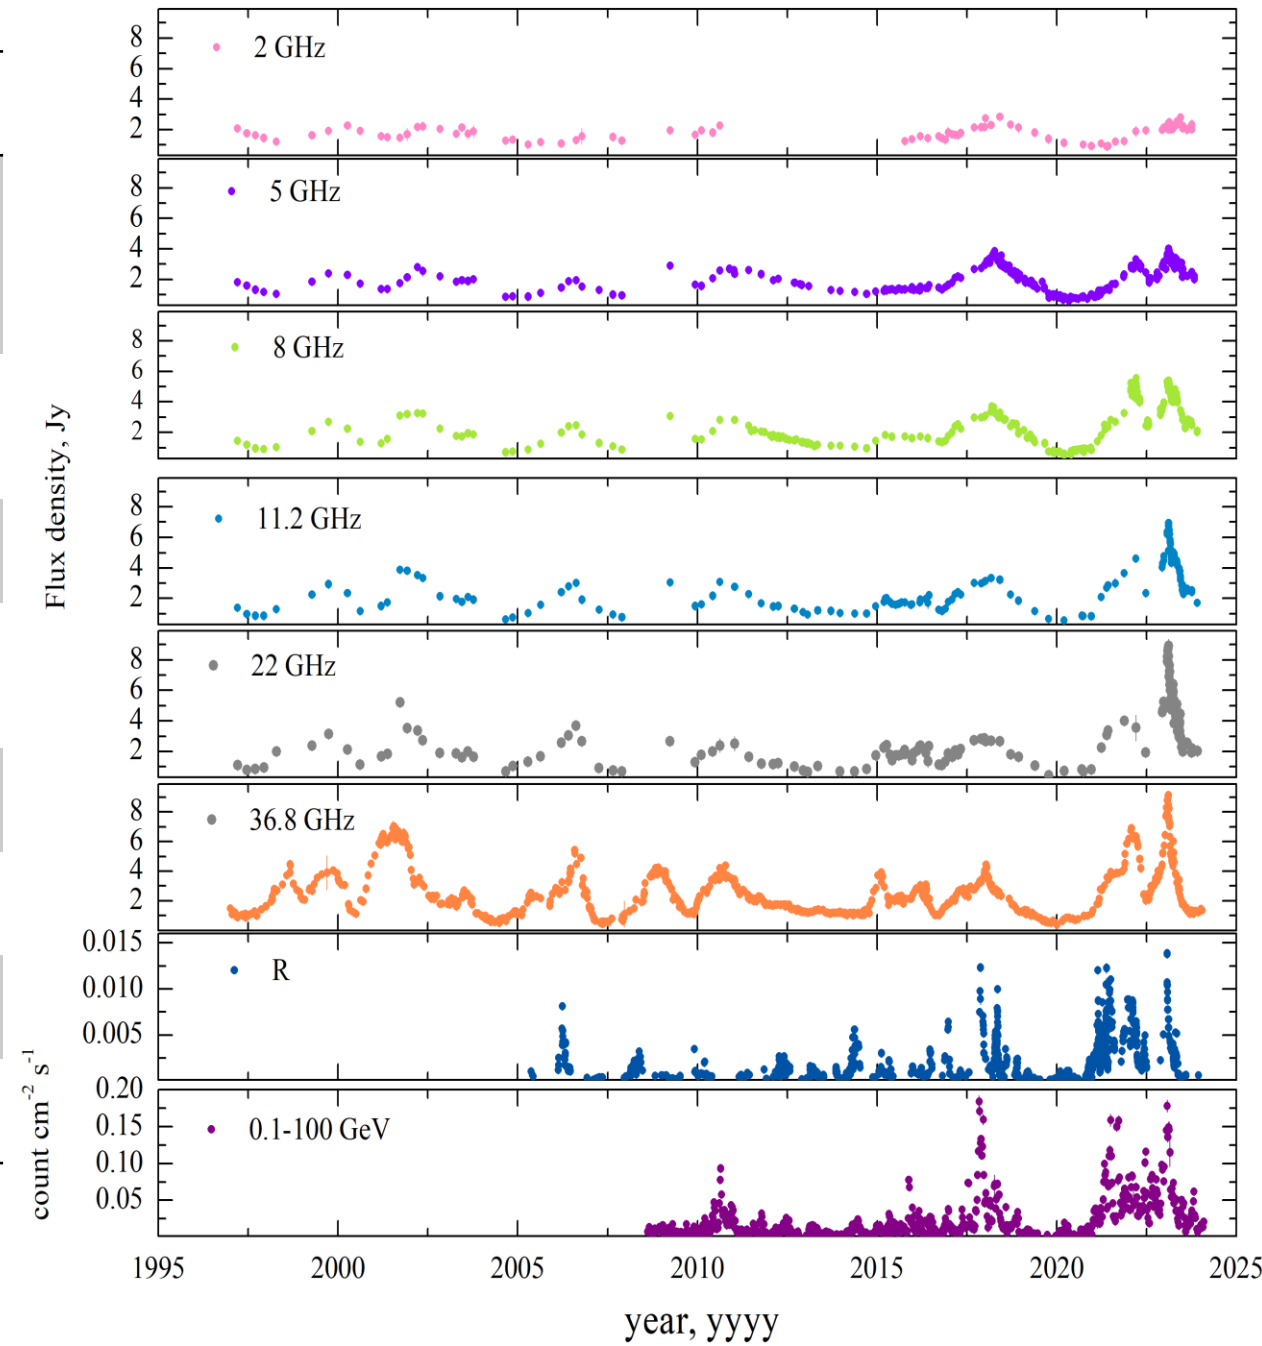 8
6
4
2
2 GHz
8
6
4
2
5 GHz
8
6
4
2
8 GHz
8
6
4
2
11.2 GHz
8
6
4
2
22 GHz
8
6
4
2
36.8 GHz
0.015
0.010
0.005
R
0.20
0.15
0.10
0.05
0.1-100 GeV
Flux density, Jy
count cm⁻² s⁻¹
1995 2000 2005 2010 2015 2020 2025
year, yyyy